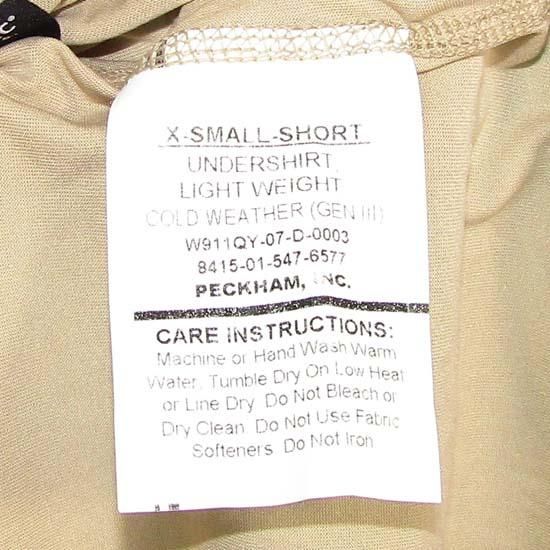 X-SMALL-SHORT
UNDERSHIRT
LIGHT WEIGHT
COLD WEATHER (GEN III)
W911QY-07-D-0003
8415-01-547-6577
PECKHAM, INC.
CARE INSTRUCTIONS:
Machine or Hand Wash Warm
Water, Tumble Dry On Low Heat
or Line Dry Do Not Bleach or
Dry Clean Do Not Use Fabric
Softeners Do Not Iron